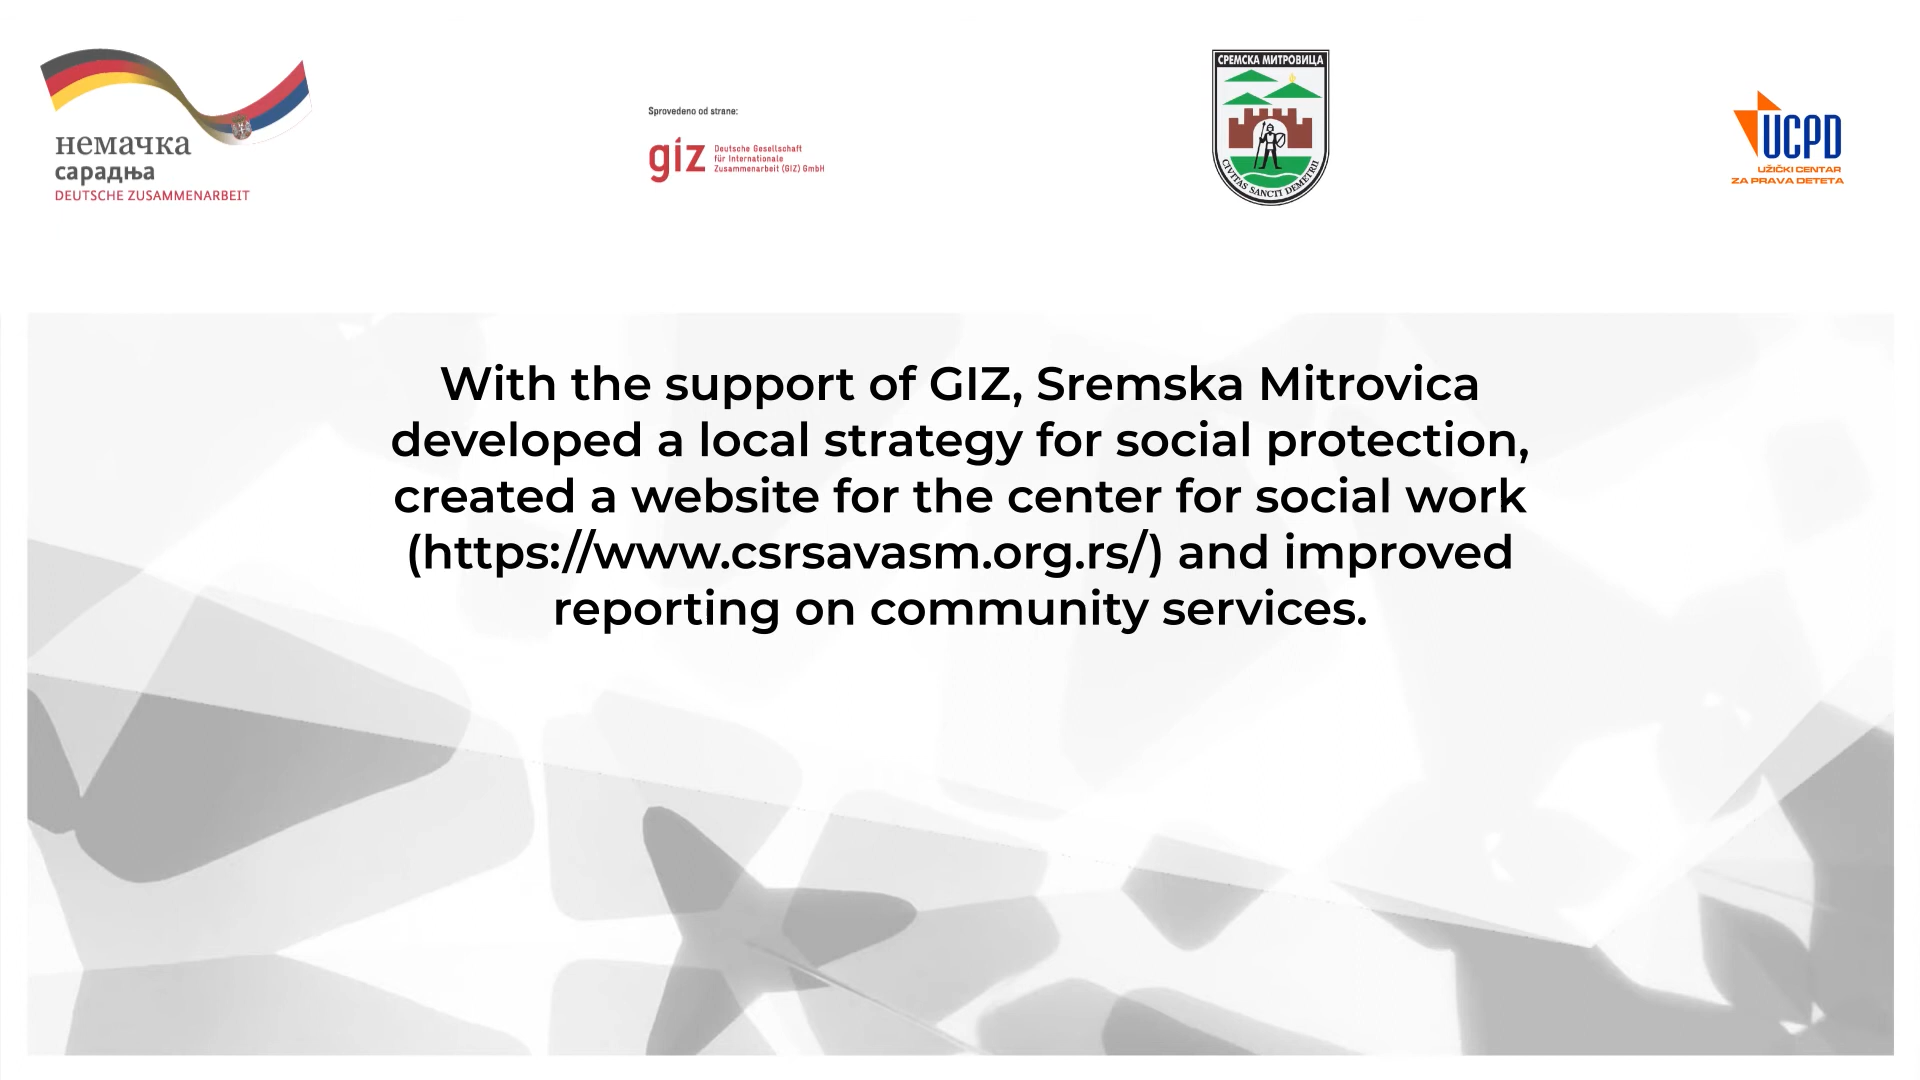 немачка
сарадња
DEUTSCHE ZUSAMMENARBEIT
Sprovedeno od strane:
giz
Deutsche Gesellschaft
für Internationale
Zusammenarbeit (GIZ) GmbH
СРЕМСКА МИТРОВИЦА
CIVITAS SANCTI DEMETRII
UCPD
UŽIČKI CENTAR
ZA PRAVA DETETA
With the support of GIZ, Sremska Mitrovica
developed a local strategy for social protection,
created a website for the center for social work
(https://www.csrsavasm.org.rs/) and improved
reporting on community services.